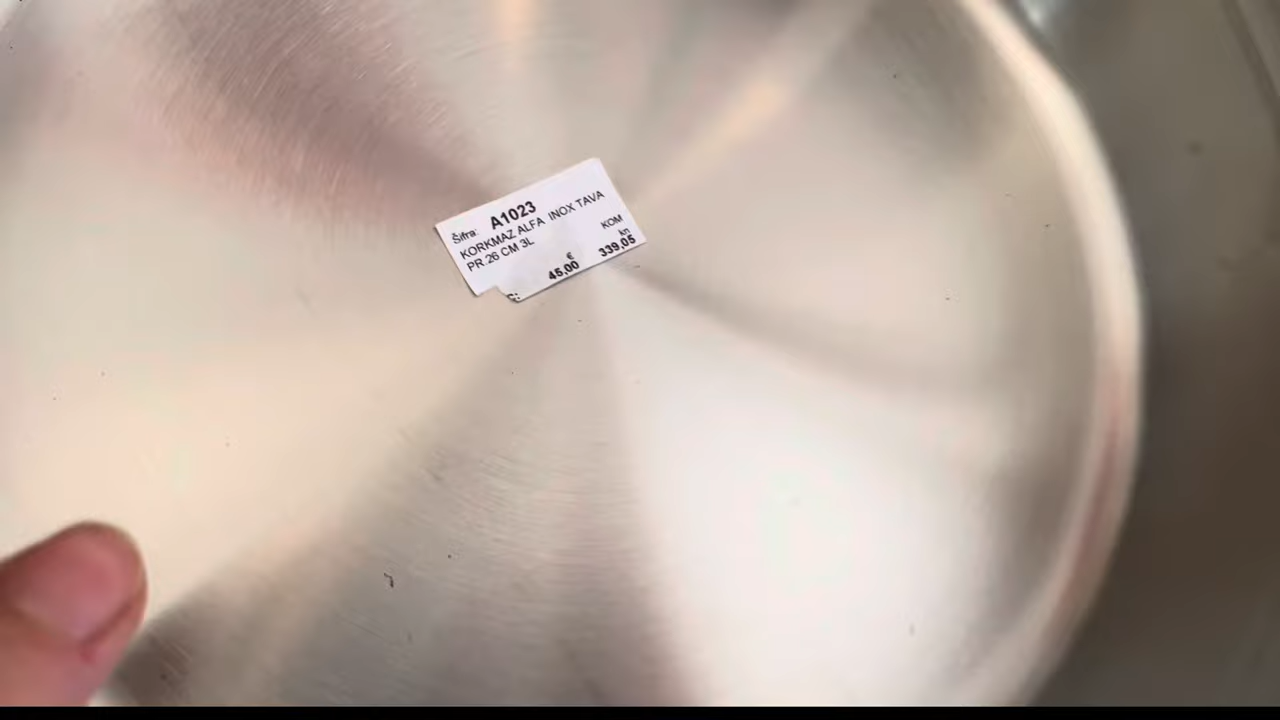 Šifra: A1023
KORKMAZ ALFA INOX TAVA
PR.26 CM 3L
KOM
€ kn
45,00 339,05